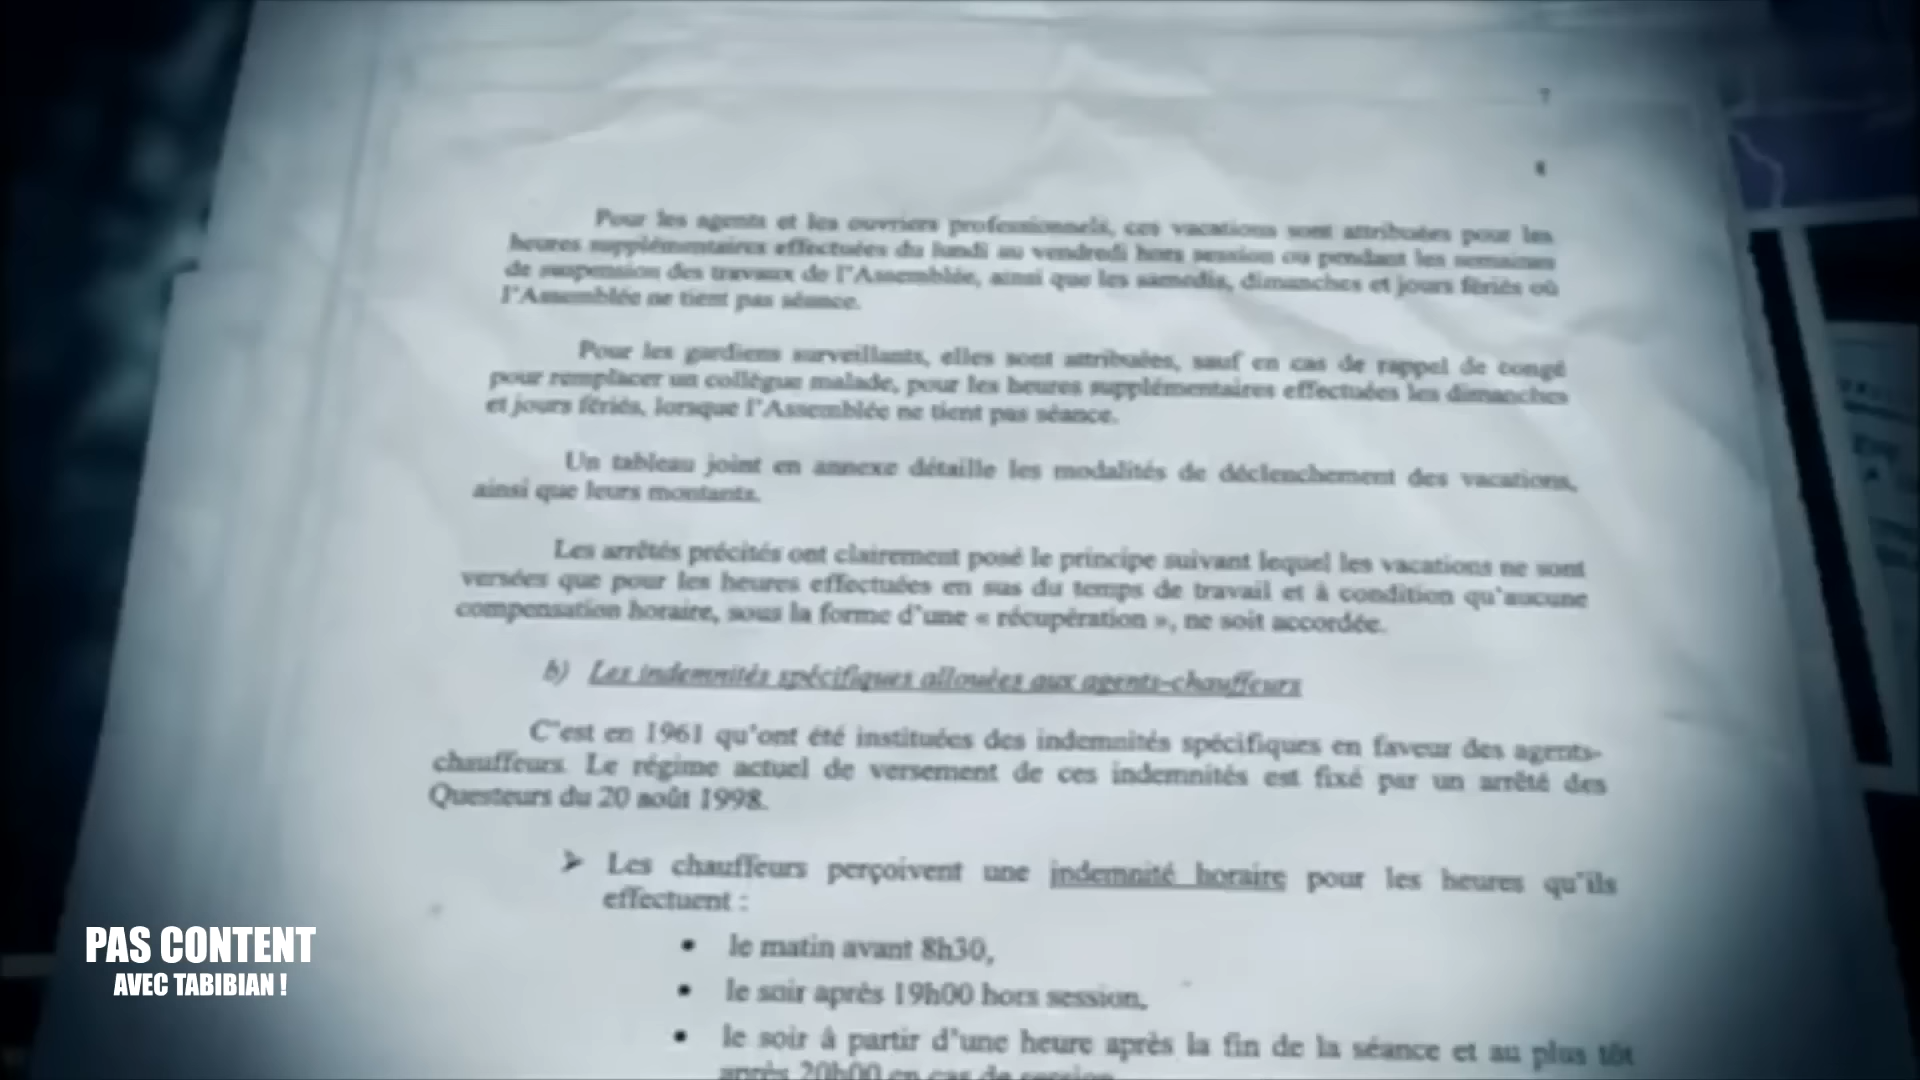 7
Pour les agents et les ouvriers professionnels, ces vacations sont attribuées pour les
heures supplémentaires effectuées du lundi au vendredi hors session ou pendant les semaines
de suspension des travaux de l'Assemblée, ainsi que les samedis, dimanches et jours fériés où
l'Assemblée ne tient pas séance.
Pour les gardiens surveillants, elles sont attribuées, sauf en cas de rappel de congé
pour remplacer un collègue malade, pour les heures supplémentaires effectuées les dimanches
et jours fériés, lorsque l'Assemblée ne tient pas séance.
Un tableau joint en annexe détaille les modalités de déclenchement des vacations,
ainsi que leurs montants.
Les arrêtés précités ont clairement posé le principe suivant lequel les vacations ne sont
versées que pour les heures effectuées en sus du temps de travail et à condition qu'aucune
compensation horaire, sous la forme d'une « récupération », ne soit accordée.
b) Les indemnités spécifiques allouées aux agents-chauffeurs
C'est en 1961 qu'ont été instituées des indemnités spécifiques en faveur des agents-
chauffeurs. Le régime actuel de versement de ces indemnités est fixé par un arrêté des
Questeurs du 20 août 1998.
➢ Les chauffeurs perçoivent une indemnité horaire pour les heures qu'ils
effectuent :
• le matin avant 8h30,
• le soir après 19h00 hors session,
• le soir à partir d'une heure après la fin de la séance et au plus tôt
après 20h00 en cas de session
PAS CONTENT
AVEC TABIBIAN !